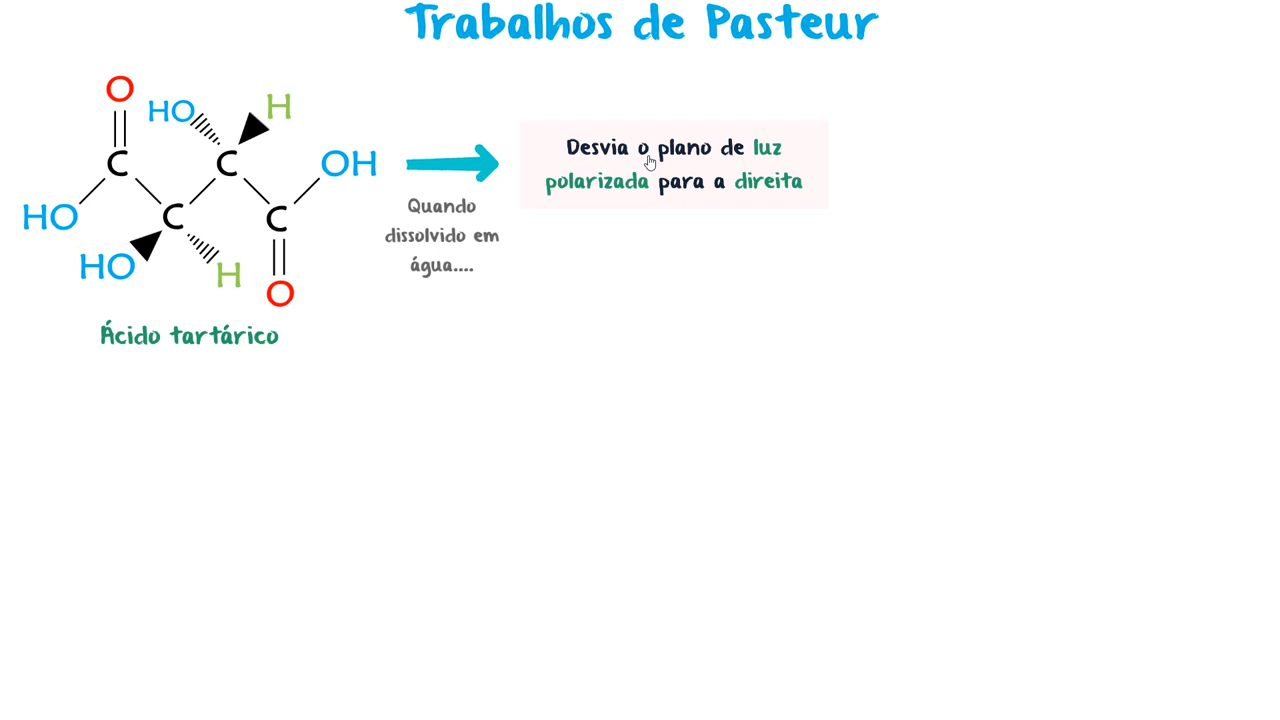 Trabalhos de Pasteur
O
HO
H
C
C
OH
HO
C
C
HO
H
O
Ácido tartárico
Quando
dissolvido em
água....
Desvia o plano de luz
polarizada para a direita